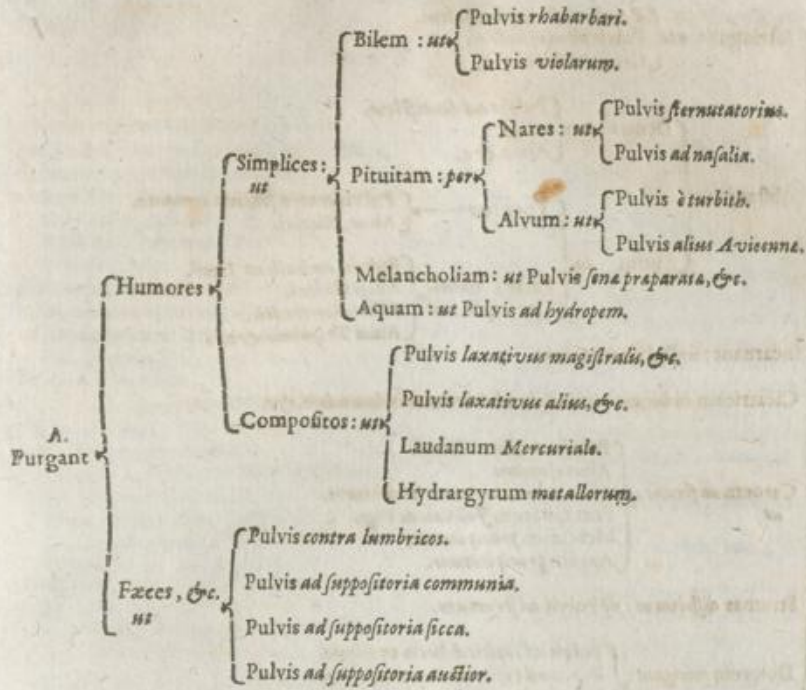 Pulvis rhabarbari.
Bilem : ut
Pulvis violarum.
Pulvis sternutatorius.
Nares : ut
Pulvis ad nasalia.
Simplices :
ut
Pituitam : per
Pulvis è turbith.
Alvum : ut
Pulvis alius Avicennæ.
Melancholiam : ut Pulvis senæ præparatæ, &c.
Aquam : ut Pulvis ad hydropem.
Humores
Pulvis laxativus magistralis, &c.
Pulvis laxativus alius, &c.
Compositos : ut
Laudanum Mercuriale.
Hydrargyrum metallorum.
A.
Purgant
Pulvis contra lumbricos.
Pulvis ad suppositoria communia.
Fæces, &c.
ut
Pulvis ad suppositoria sicca.
Pulvis ad suppositoria auctior.